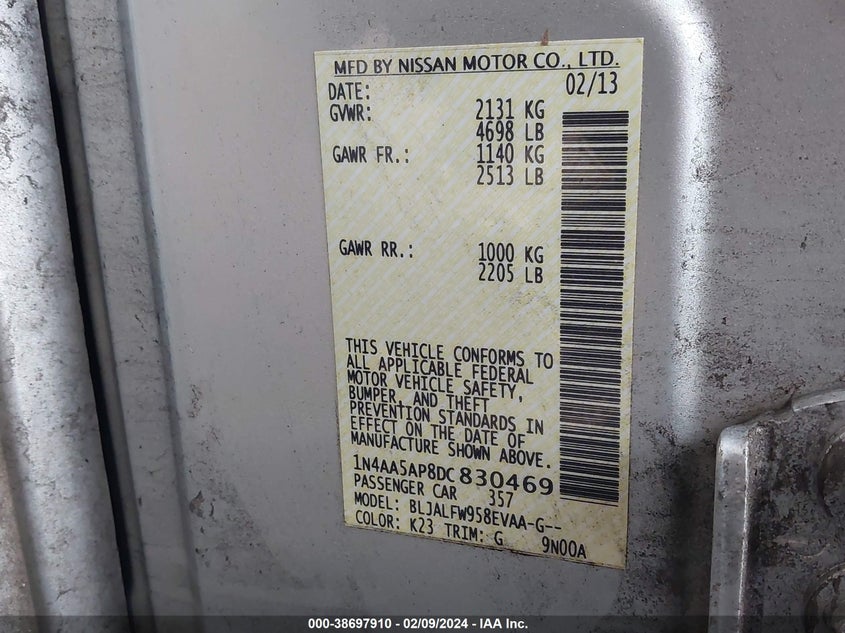 MFD BY NISSAN MOTOR CO., LTD.
DATE: 02/13
GVWR: 2131 KG
4698 LB
GAWR FR.: 1140 KG
2513 LB
GAWR RR.: 1000 KG
2205 LB
THIS VEHICLE CONFORMS TO
ALL APPLICABLE FEDERAL
MOTOR VEHICLE SAFETY,
BUMPER, AND THEFT
PREVENTION STANDARDS IN
EFFECT ON THE DATE OF
MANUFACTURE SHOWN ABOVE.
1N4AA5AP8DC830469
PASSENGER CAR 357
MODEL: BLJALFW958EVAA-G--
COLOR: K23 TRIM: G 9N00A
000-38697910 - 02/09/2024 - IAA Inc.